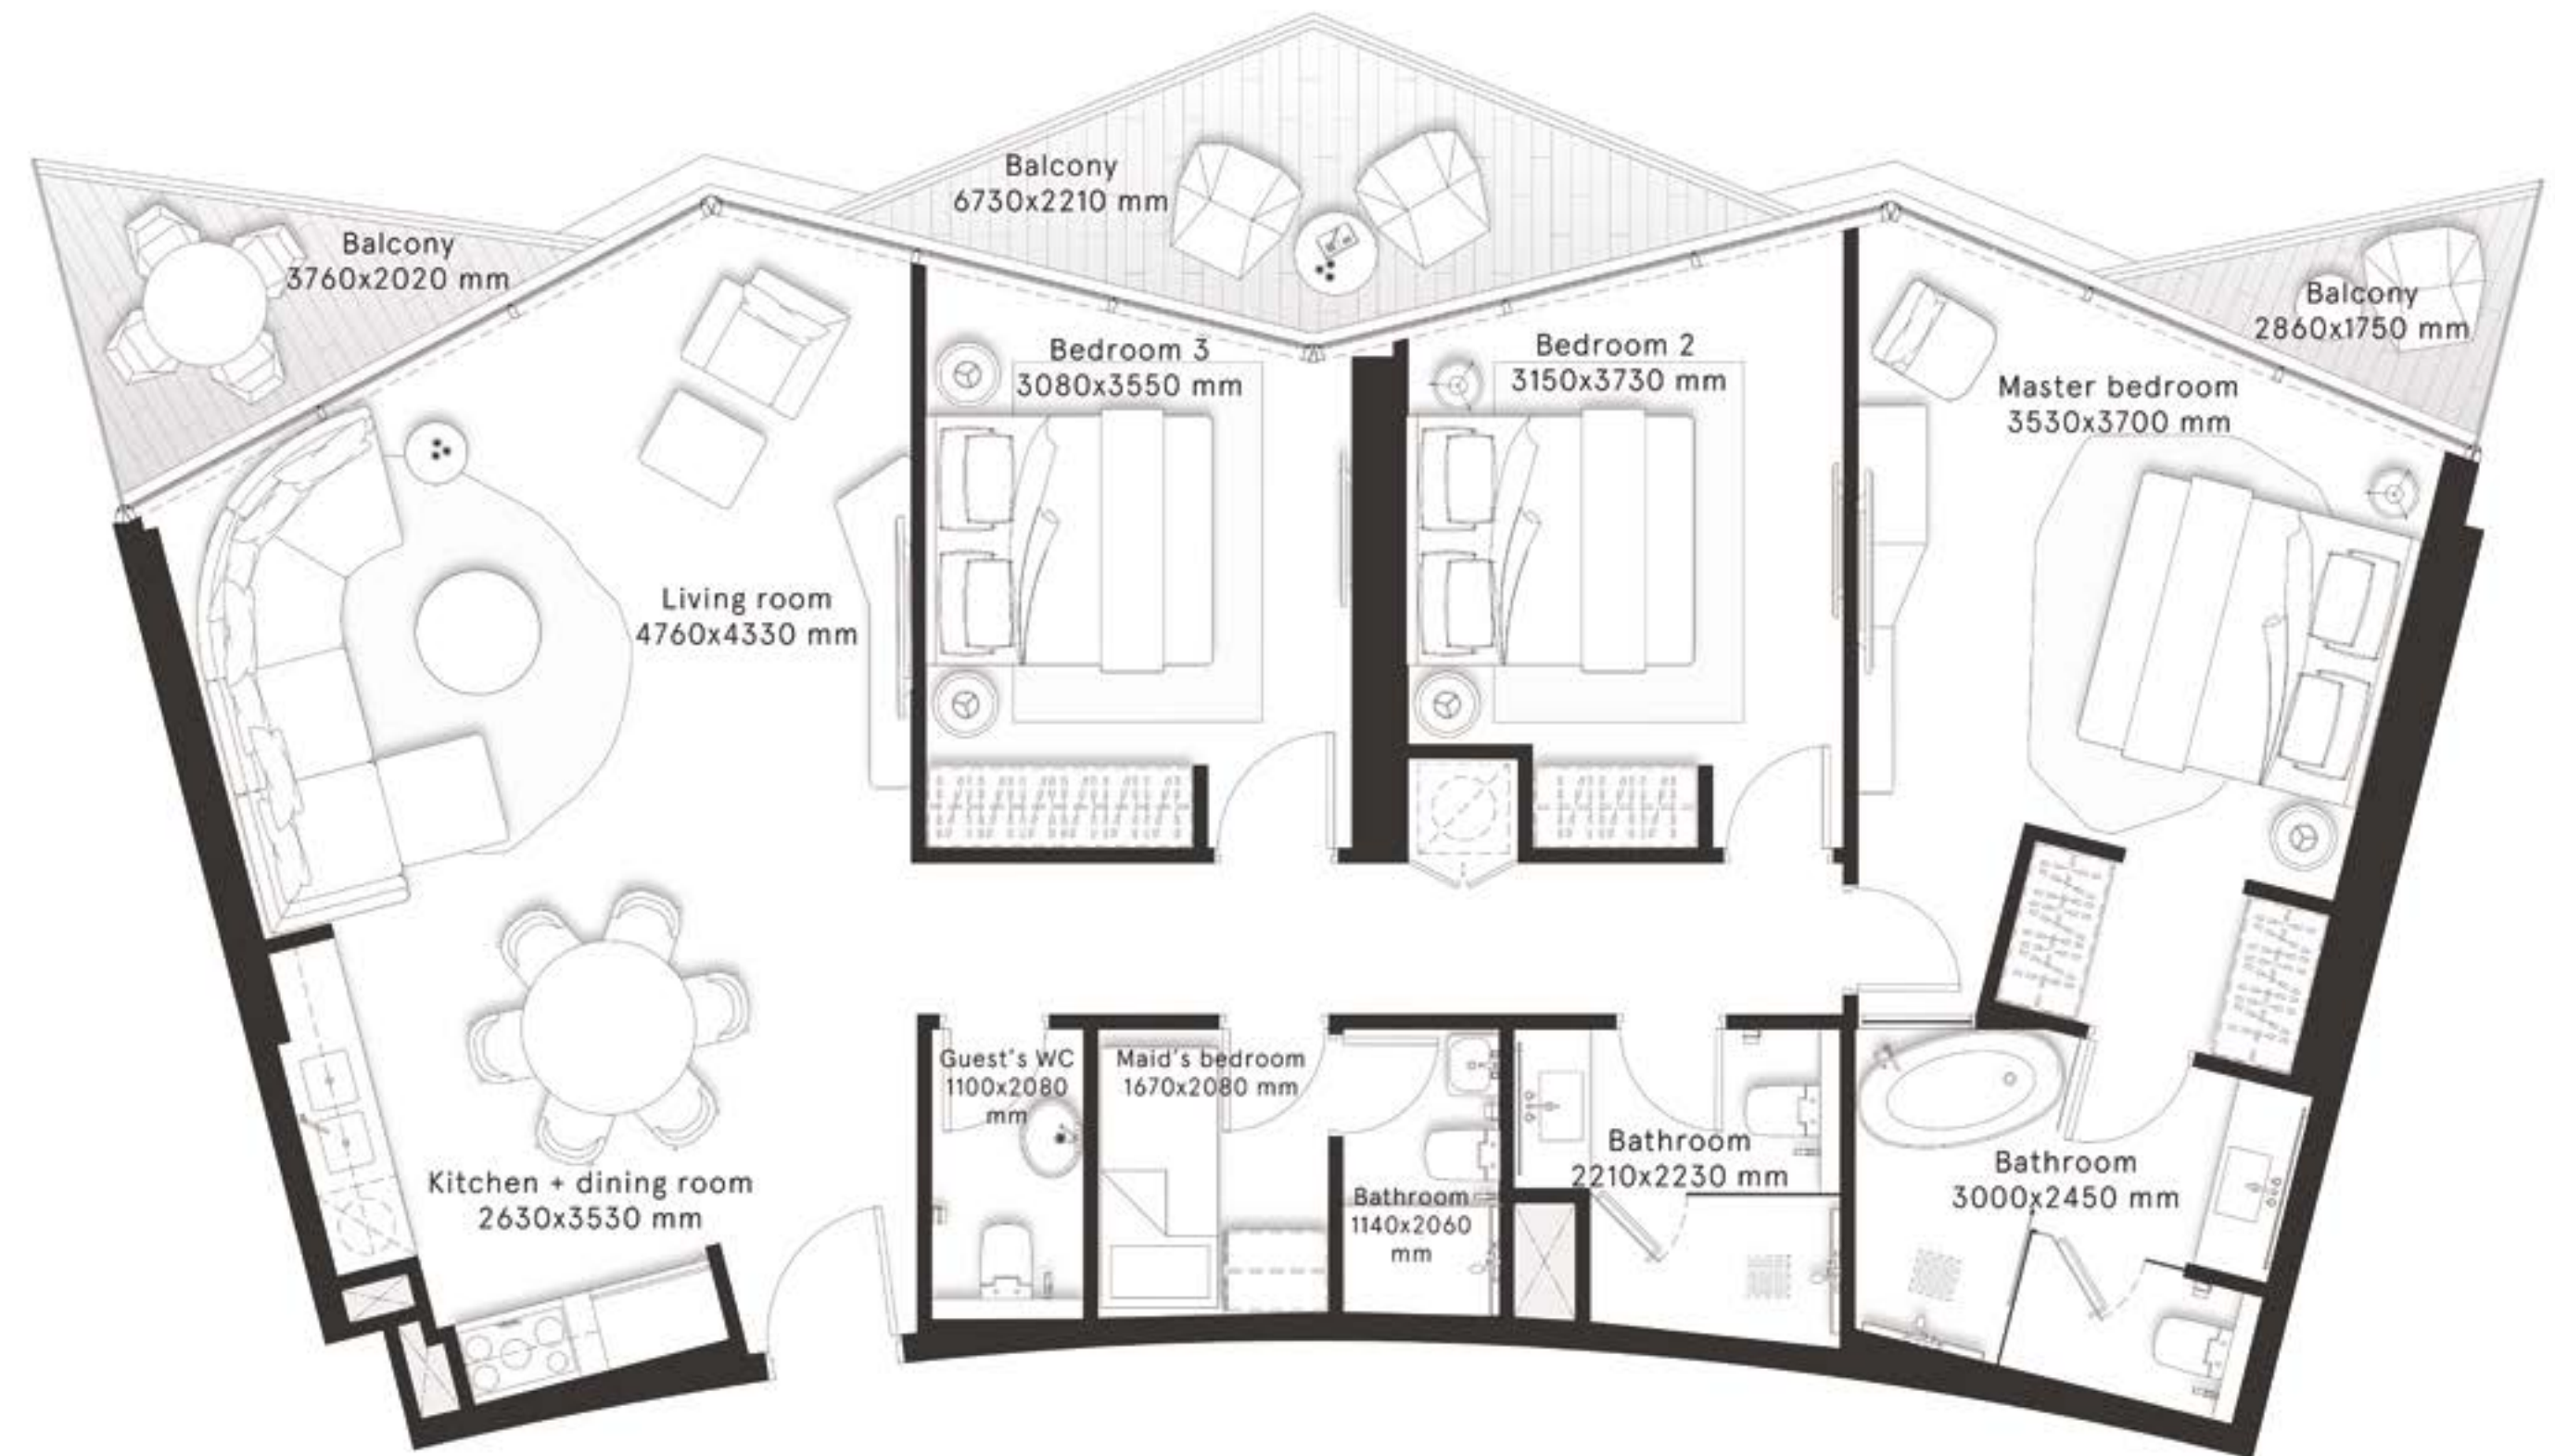 Balcony
6730x2210 mm
Balcony
3760x2020 mm
Balcony
2860x1750 mm
Bedroom 3
3080x3550 mm
Bedroom 2
3150x3730 mm
Master bedroom
3530x3700 mm
Living room
4760x4330 mm
Guest's WC
1100x2080
mm
Maid's bedroom
1670x2080 mm
Bathroom
2210x2230 mm
Bathroom
3000x2450 mm
Kitchen + dining room
2630x3530 mm
Bathroom
1140x2060
mm